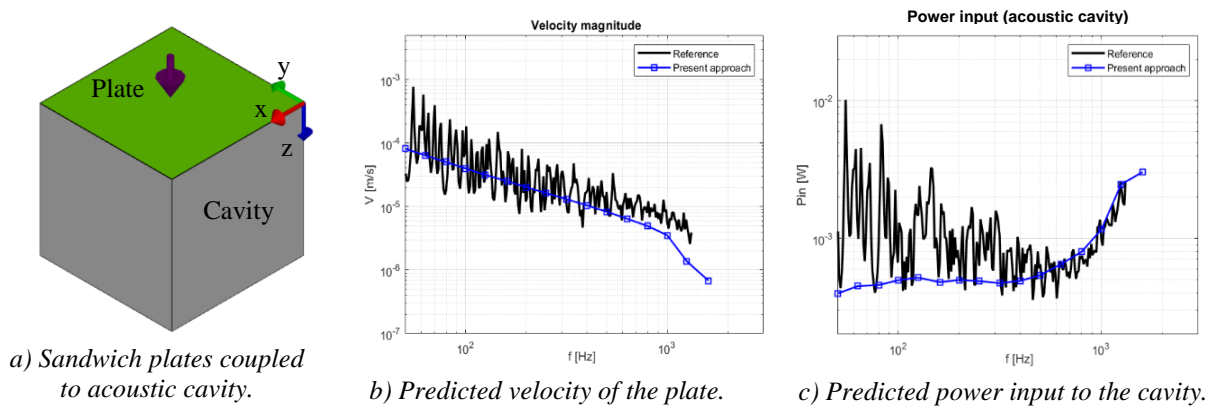 Plate
y
x
z
Cavity
a) Sandwich plates coupled
to acoustic cavity.
Velocity magnitude
Reference
Present approach
10^-3
10^-4
10^-5
10^-6
10^-7
V [m/s]
10^2
10^3
f [Hz]
b) Predicted velocity of the plate.
Power input (acoustic cavity)
Reference
Present approach
10^-2
10^-3
Pin [W]
10^2
10^3
f [Hz]
c) Predicted power input to the cavity.